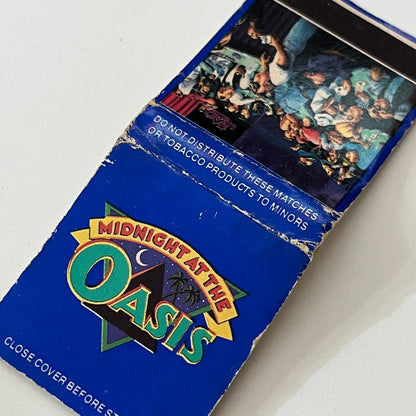 DO NOT DISTRIBUTE THESE MATCHES
OR TOBACCO PRODUCTS TO MINORS
MIDNIGHT AT THE
OASIS
CLOSE COVER BEFORE